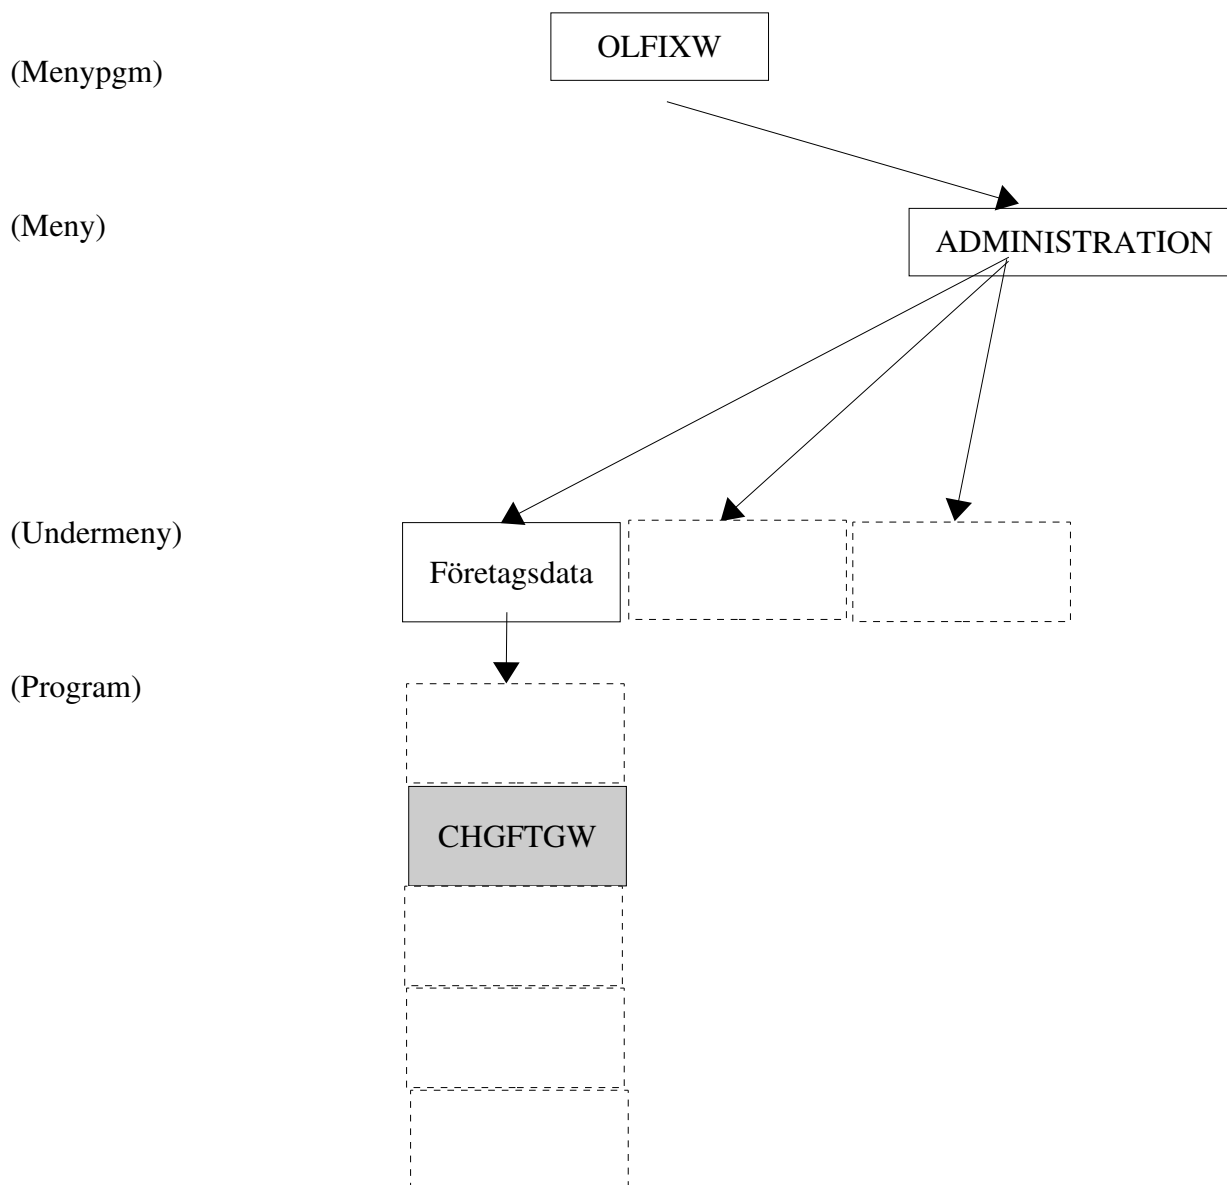 OLFIXW
(Menypgm)
(Meny)
ADMINISTRATION
(Undermeny)
Företagsdata
(Program)
CHGFTGW